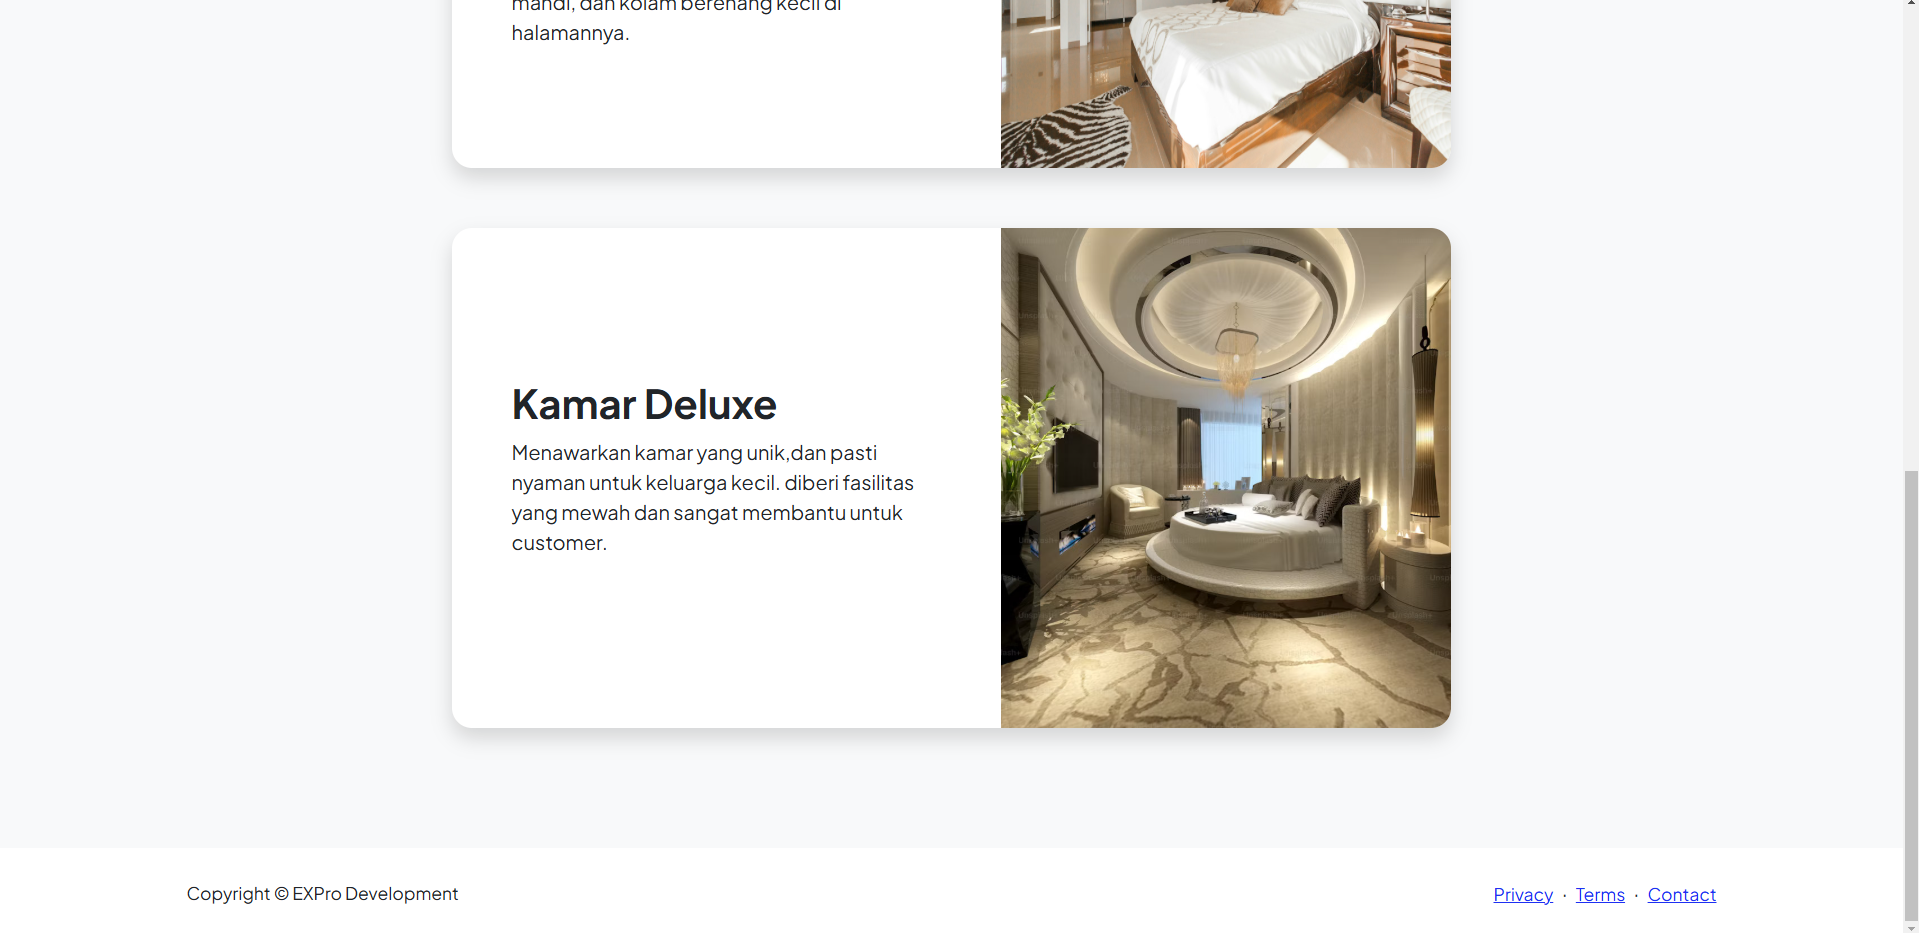 mandi, dan kolam berenang kecil di
halamannya.
Kamar Deluxe
Menawarkan kamar yang unik,dan pasti
nyaman untuk keluarga kecil. diberi fasilitas
yang mewah dan sangat membantu untuk
customer.
Copyright © EXPro Development
Privacy · Terms · Contact